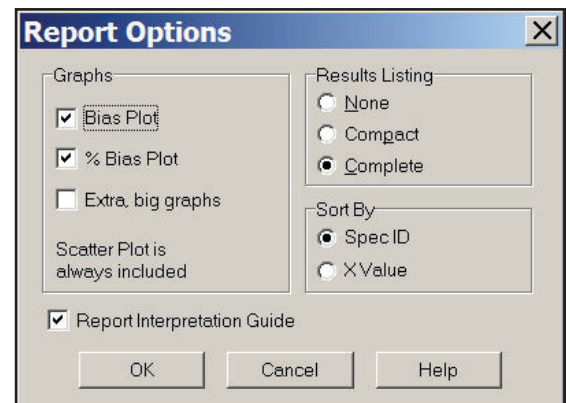 Report Options
Graphs
Bias Plot
% Bias Plot
Extra, big graphs
Scatter Plot is
always included
Results Listing
None
Compact
Complete
Sort By
Spec ID
X Value
Report Interpretation Guide
OK
Cancel
Help